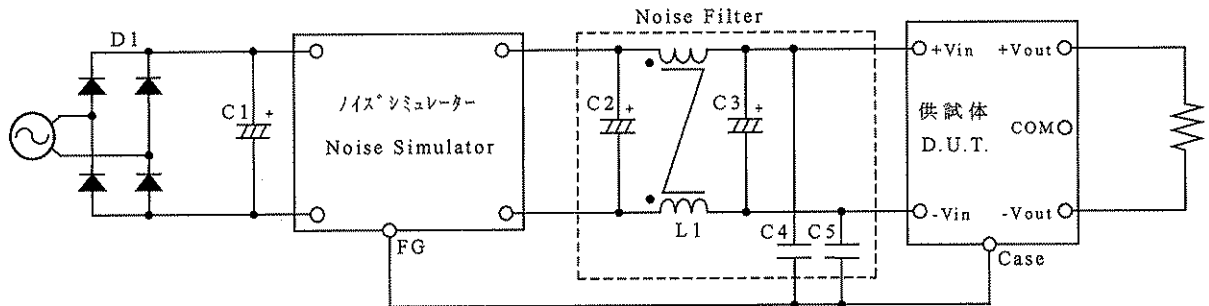 Noise Filter
D1
C1
+
ノイズシミュレーター
Noise Simulator
FG
C2
+
C3
+
L1
C4
C5
+Vin
+Vout
供試体
D.U.T.
COM
-Vin
-Vout
Case